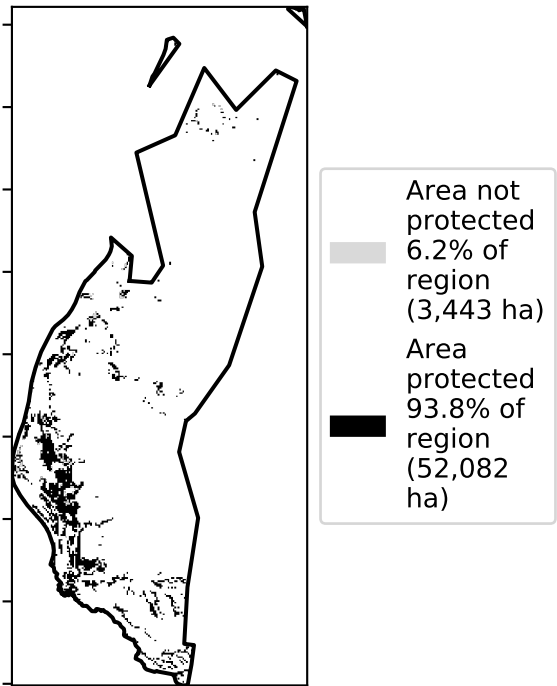 Area not
protected
6.2% of
region
(3,443 ha)
Area
protected
93.8% of
region
(52,082
ha)